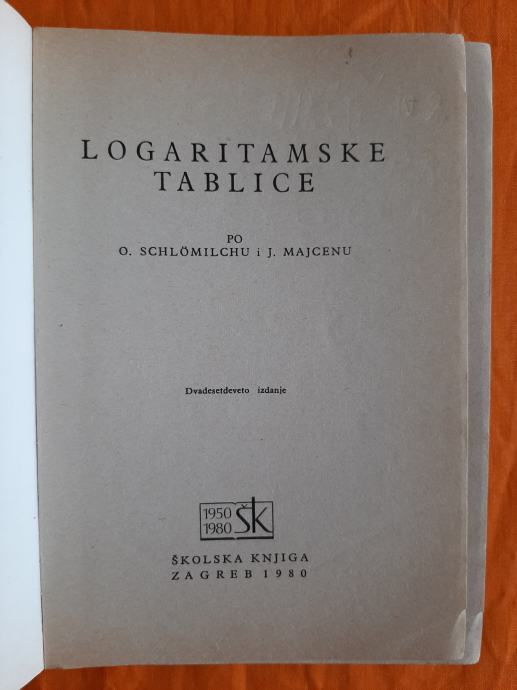 LOGARITAMSKE
TABLICE
PO
O. SCHLÖMILCHU i J. MAJCENU
Dvadesetdeveto izdanje
1950
1980
ŠK
ŠKOLSKA KNJIGA
ZAGREB 1980